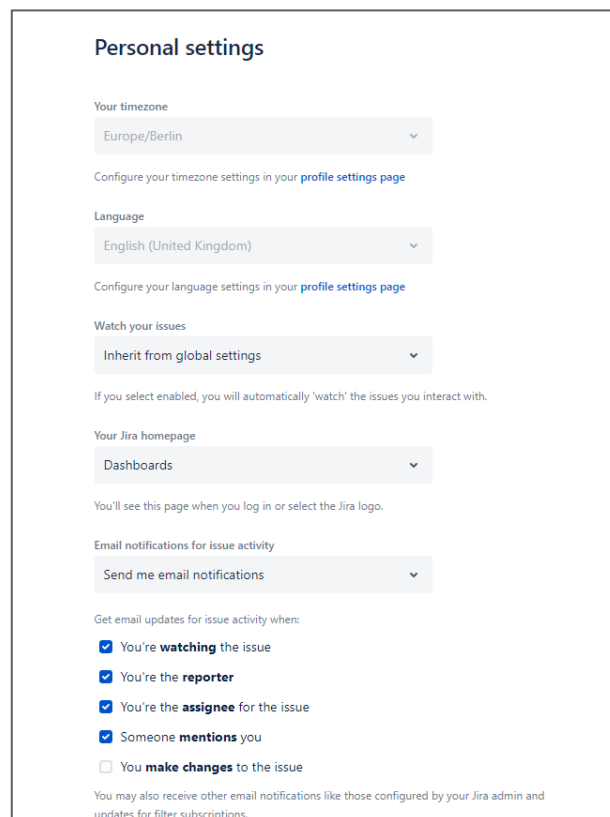 Personal settings
Your timezone
Europe/Berlin
Configure your timezone settings in your profile settings page
Language
English (United Kingdom)
Configure your language settings in your profile settings page
Watch your issues
Inherit from global settings
If you select enabled, you will automatically 'watch' the issues you interact with.
Your Jira homepage
Dashboards
You'll see this page when you log in or select the Jira logo.
Email notifications for issue activity
Send me email notifications
Get email updates for issue activity when:
You're watching the issue
You're the reporter
You're the assignee for the issue
Someone mentions you
You make changes to the issue
You may also receive other email notifications like those configured by your Jira admin and
updates for filter subscriptions.